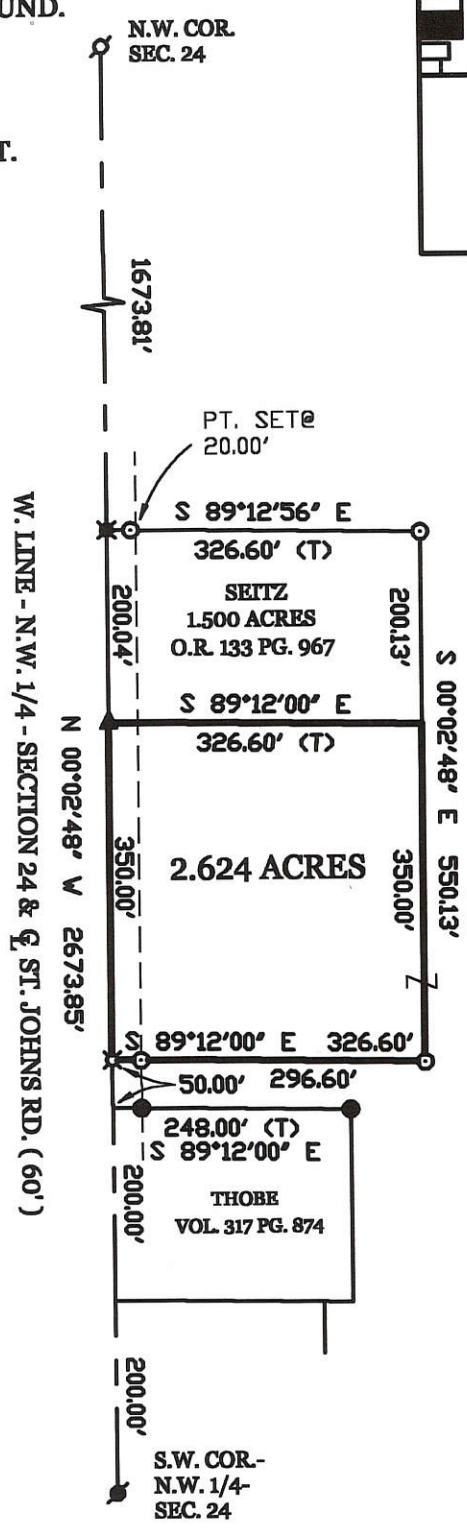 UND.
N.W. COR.
SEC. 24
T.
1673.81'
PT. SET@
20.00'
S 89°12'56" E
326.60' (T)
SEITZ
1.500 ACRES
O.R. 133 PG. 967
200.04'
200.13'
S 00°02'48" E 550.13'
S 89°12'00" E
326.60' (T)
2.624 ACRES
350.00'
350.00'
N 00°02'48" W 2673.85'
W. LINE - N.W. 1/4 - SECTION 24 & ℄ ST. JOHNS RD. (60')
S 89°12'00" E 326.60'
50.00' 296.60'
248.00' (T)
S 89°12'00" E
200.00'
THOBE
VOL. 317 PG. 874
200.00'
S.W. COR.-
N.W. 1/4-
SEC. 24